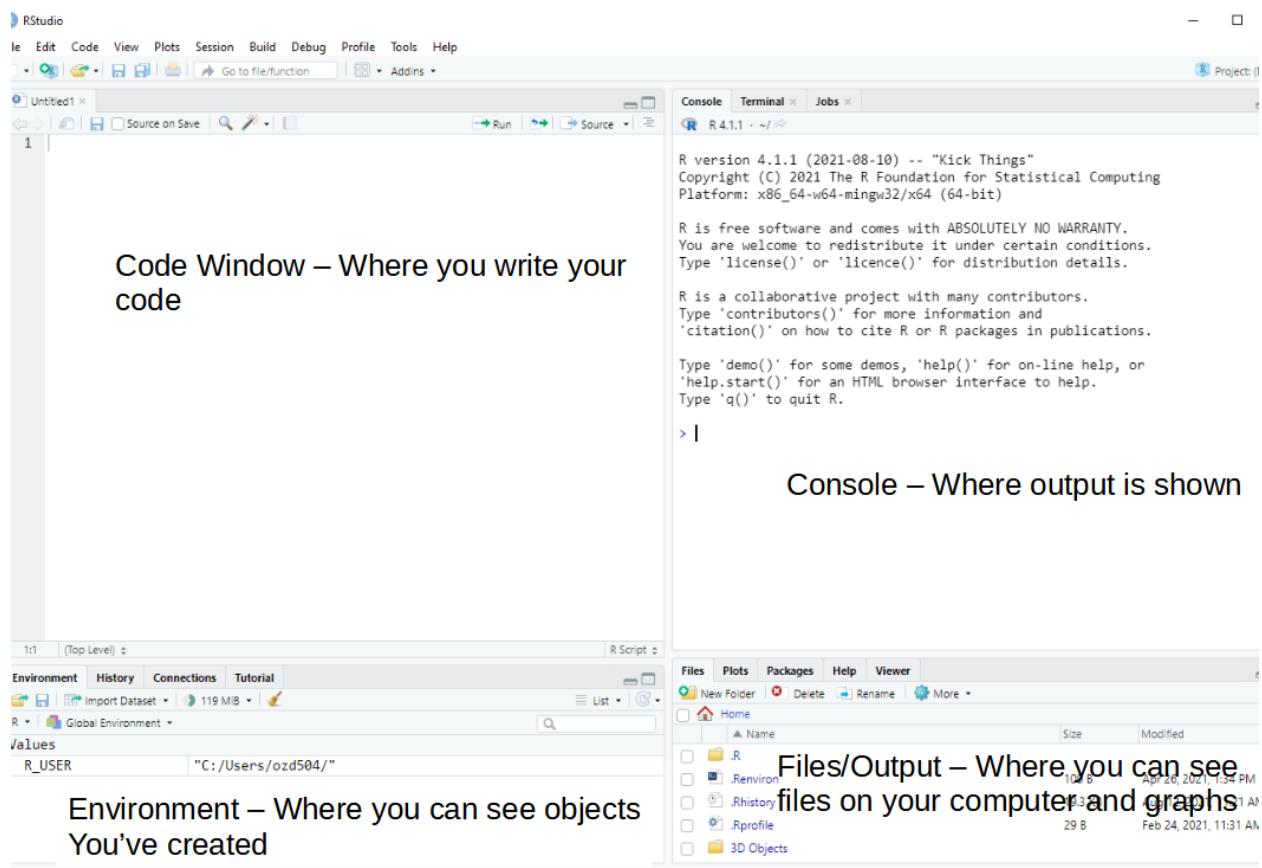 RStudio
le Edit Code View Plots Session Build Debug Profile Tools Help
Go to file/function Addins Project: (
Untitled1
Source on Save Run Source
1
Code Window – Where you write your
code
1:1 (Top Level) R Script
Console Terminal Jobs
R 4.1.1 · ~/
R version 4.1.1 (2021-08-10) -- "Kick Things"
Copyright (C) 2021 The R Foundation for Statistical Computing
Platform: x86_64-w64-mingw32/x64 (64-bit)
R is free software and comes with ABSOLUTELY NO WARRANTY.
You are welcome to redistribute it under certain conditions.
Type 'license()' or 'licence()' for distribution details.
R is a collaborative project with many contributors.
Type 'contributors()' for more information and
'citation()' on how to cite R or R packages in publications.
Type 'demo()' for some demos, 'help()' for on-line help, or
'help.start()' for an HTML browser interface to help.
Type 'q()' to quit R.
>
Console – Where output is shown
Environment History Connections Tutorial
Import Dataset 119 MiB List
R Global Environment
Values
R_USER "C:/Users/ozd504/"
Environment – Where you can see objects
You've created
Files Plots Packages Help Viewer
New Folder Delete Rename More
Home
Name Size Modified
.R
.Renviron Apr 26, 2021, 1:34 PM
.Rhistory
.Rprofile 29 B Feb 24, 2021, 11:31 AM
3D Objects
Files/Output – Where you can see
files on your computer and graphs